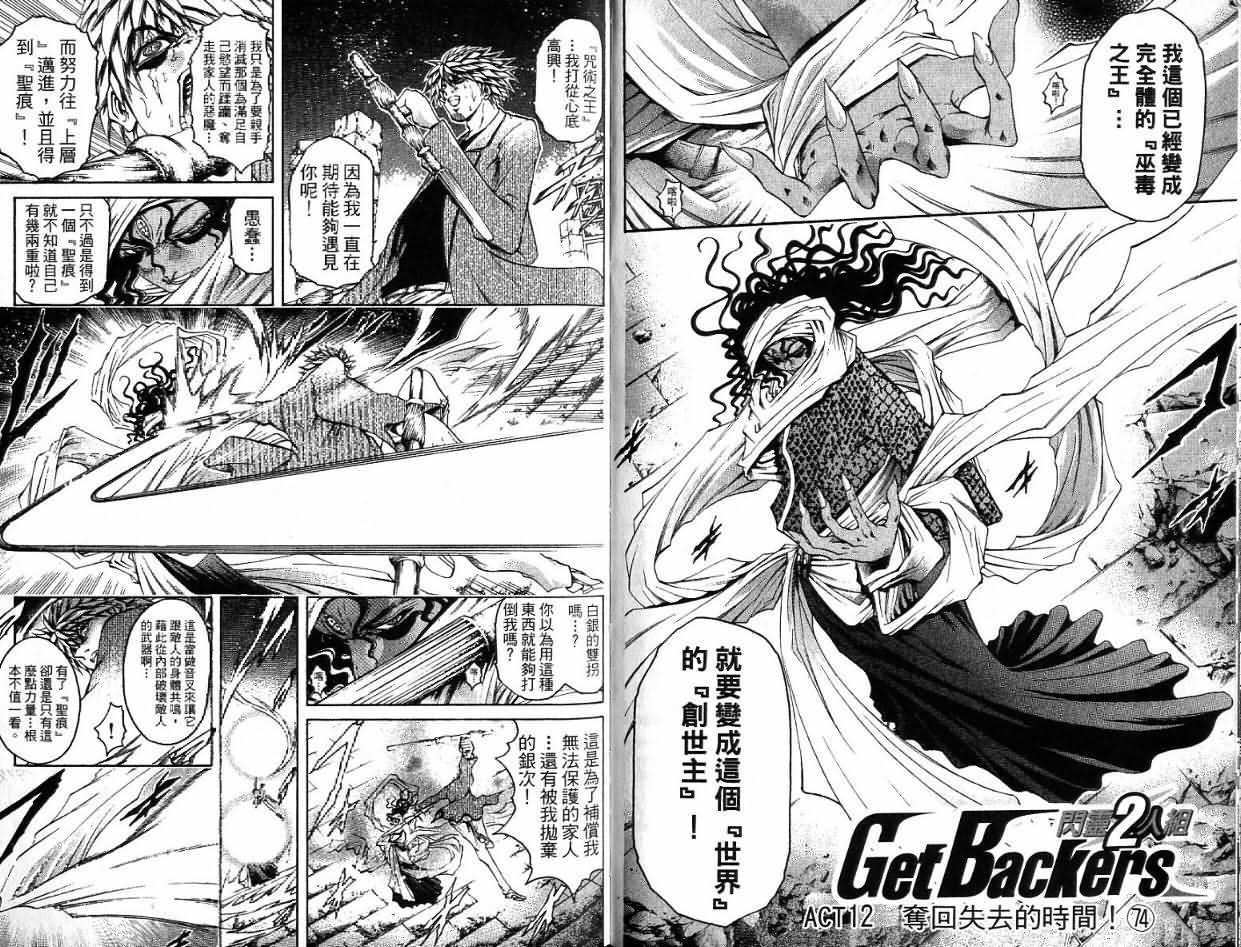 我這個已經變成
完全體的『巫毒
之王』…
喀啦
喀啦
就要變成這個『世界』
的『創世主』！
閃靈2人組
GetBackers
ACT12 奪回失去的時間！74
『咒術之王』
…我打從心底
高興！
因為我一直在
期待能夠遇見
你呢！
我只是為了要親手
消滅那個為滿足自
己慾望而蹂躪、奪
走我家人的惡魔…
而努力往『上層
』邁進，並且得
到『聖痕』！
愚蠢…
只不過是得到
一個『聖痕』
就不知道自己
有幾兩重啦？
白銀的雙拐
嗎…？
你以為用這種
東西就能夠打
倒我嗎？
喀
喀
這是為了補償我
無法保護的家人
…還有被我拋棄
的銀次！
！
這是當做音叉來讓它
跟敵人的身體共鳴，
藉此從內部破壞敵人
的武器啊…
有了『聖痕』
卻還是只有這
麼點力量…根
本不值一看。